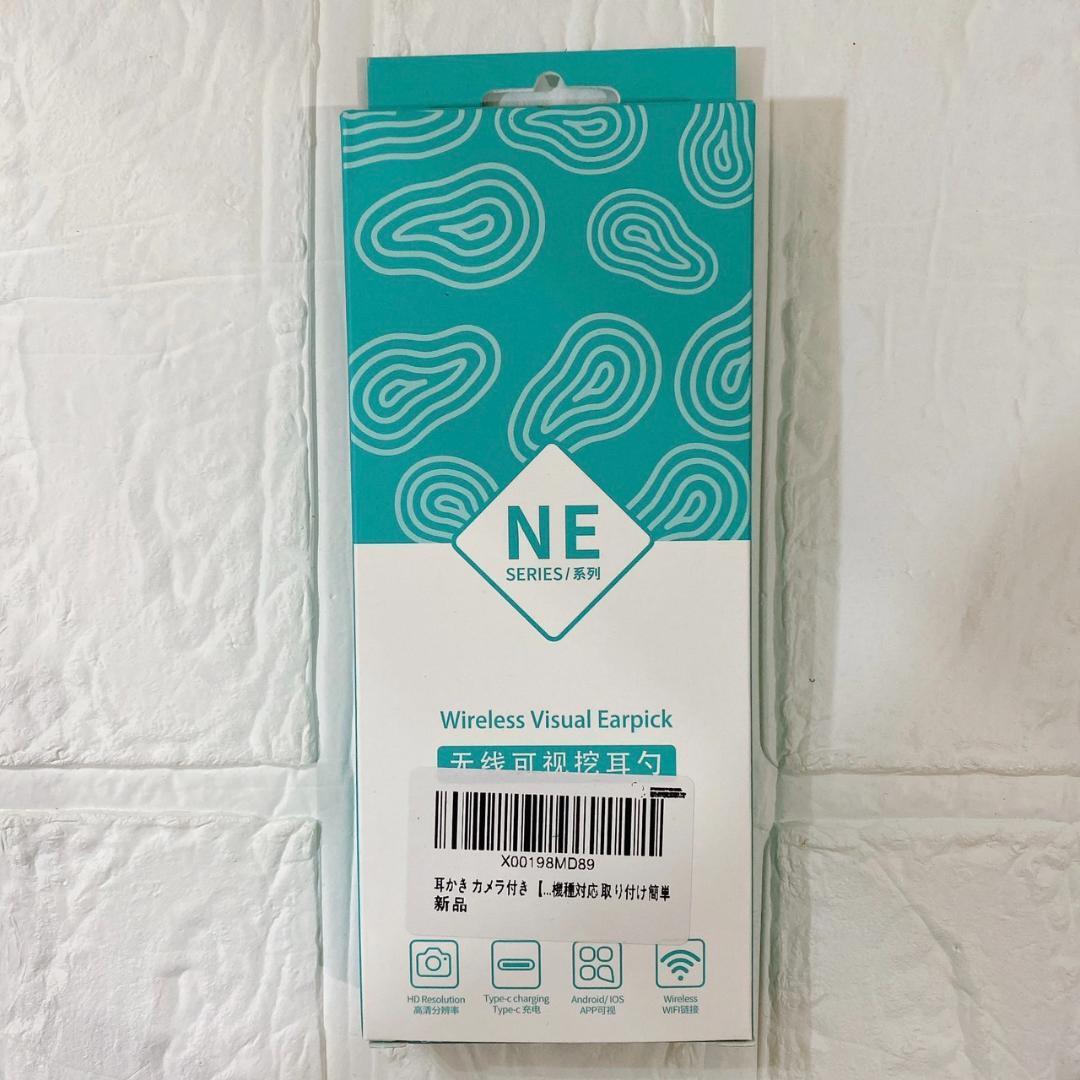 NE
SERIES/系列
Wireless Visual Earpick
无线可视挖耳勺
X00198MD89
耳かき カメラ付き 【...機種対応 取り付け簡単
新品
HD Resolution
高清分辨率
Type-c charging
Type-c 充电
Android/ IOS
APP可视
Wireless
WIFI链接